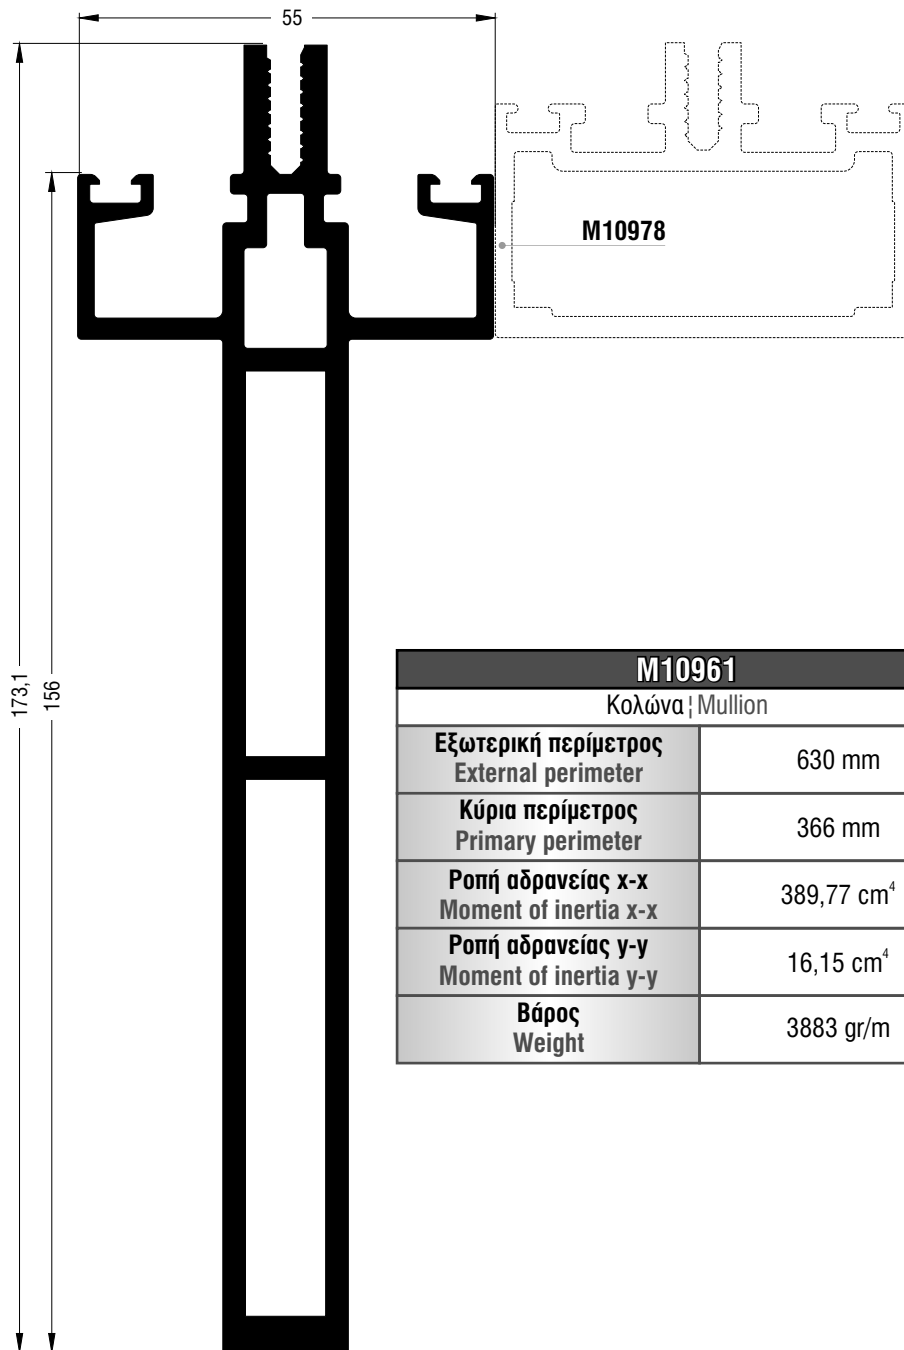 55
M10978
173,1
156
M10961
Κολώνα ¦ Mullion
Εξωτερική περίμετρος
External perimeter
630 mm
Κύρια περίμετρος
Primary perimeter
366 mm
Ροπή αδρανείας x-x
Moment of inertia x-x
389,77 cm⁴
Ροπή αδρανείας y-y
Moment of inertia y-y
16,15 cm⁴
Βάρος
Weight
3883 gr/m